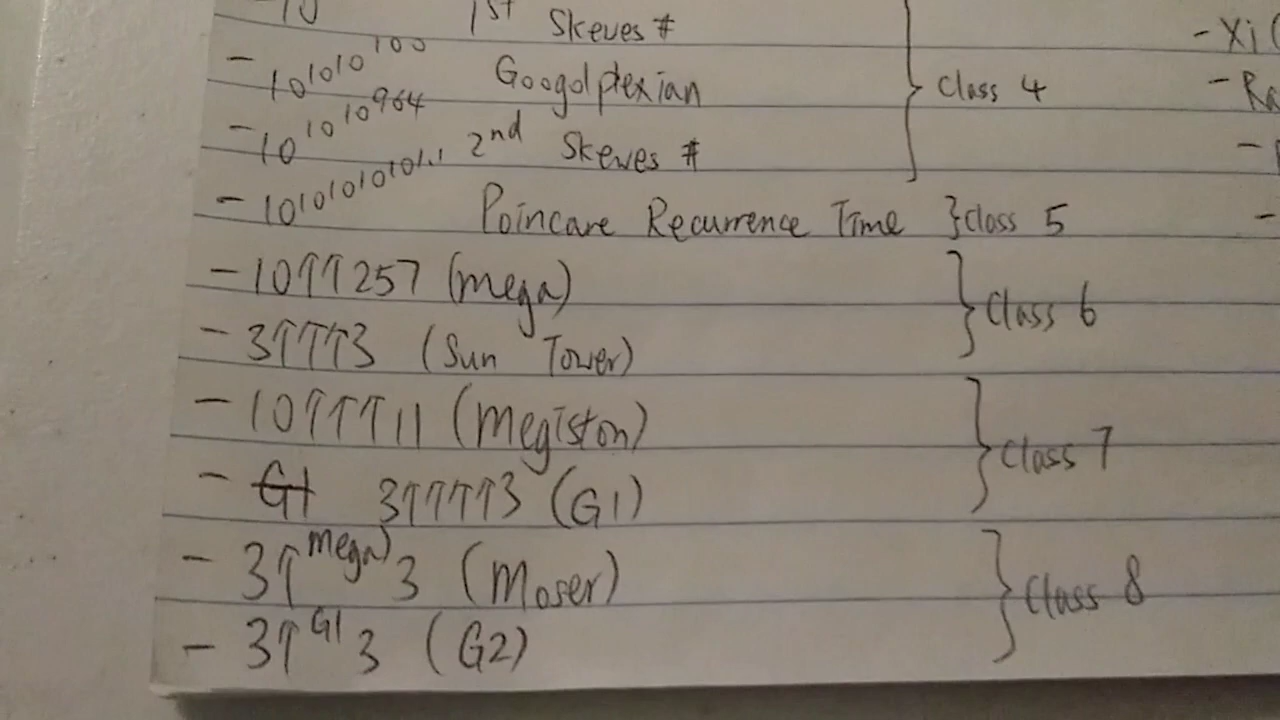 -10 1st Skewes #
- 10^10^10^100 Googolplexian
- 10^10^10^964 2nd Skewes #
- 10^10^10^10^10^1.1 Poincare Recurrence Time } Class 5
Class 4
- 10↑↑257 (mega)
- 3↑↑↑3 (Sun Tower)
Class 6
- 10↑↑↑11 (megiston)
- G1 3↑↑↑↑3 (G1)
Class 7
- 3↑^mega) 3 (Moser)
- 3↑^G1 3 (G2)
Class 8
- Xi (